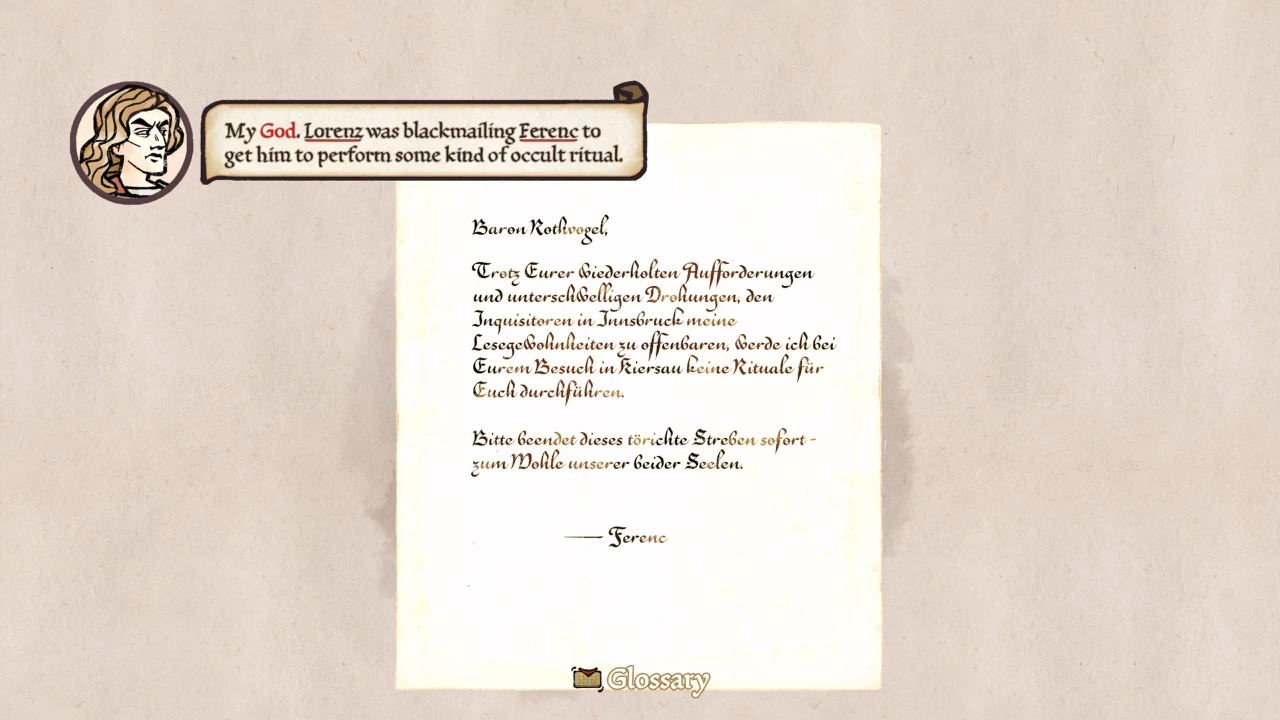 My God. Lorenz was blackmailing Ferenc to
get him to perform some kind of occult ritual.
Baron Rothvogel,
Trotz Eurer wiederholten Aufforderungen
und unterschwelligen Drohungen, den
Inquisitoren in Innsbruck meine
Lesegewohnheiten zu offenbaren, werde ich bei
Eurem Besuch in Kiersau keine Rituale für
Euch durchführen.
Bitte beendet dieses törichte Streben sofort -
zum Wohle unserer beider Seelen.
— Ferenc
Glossary